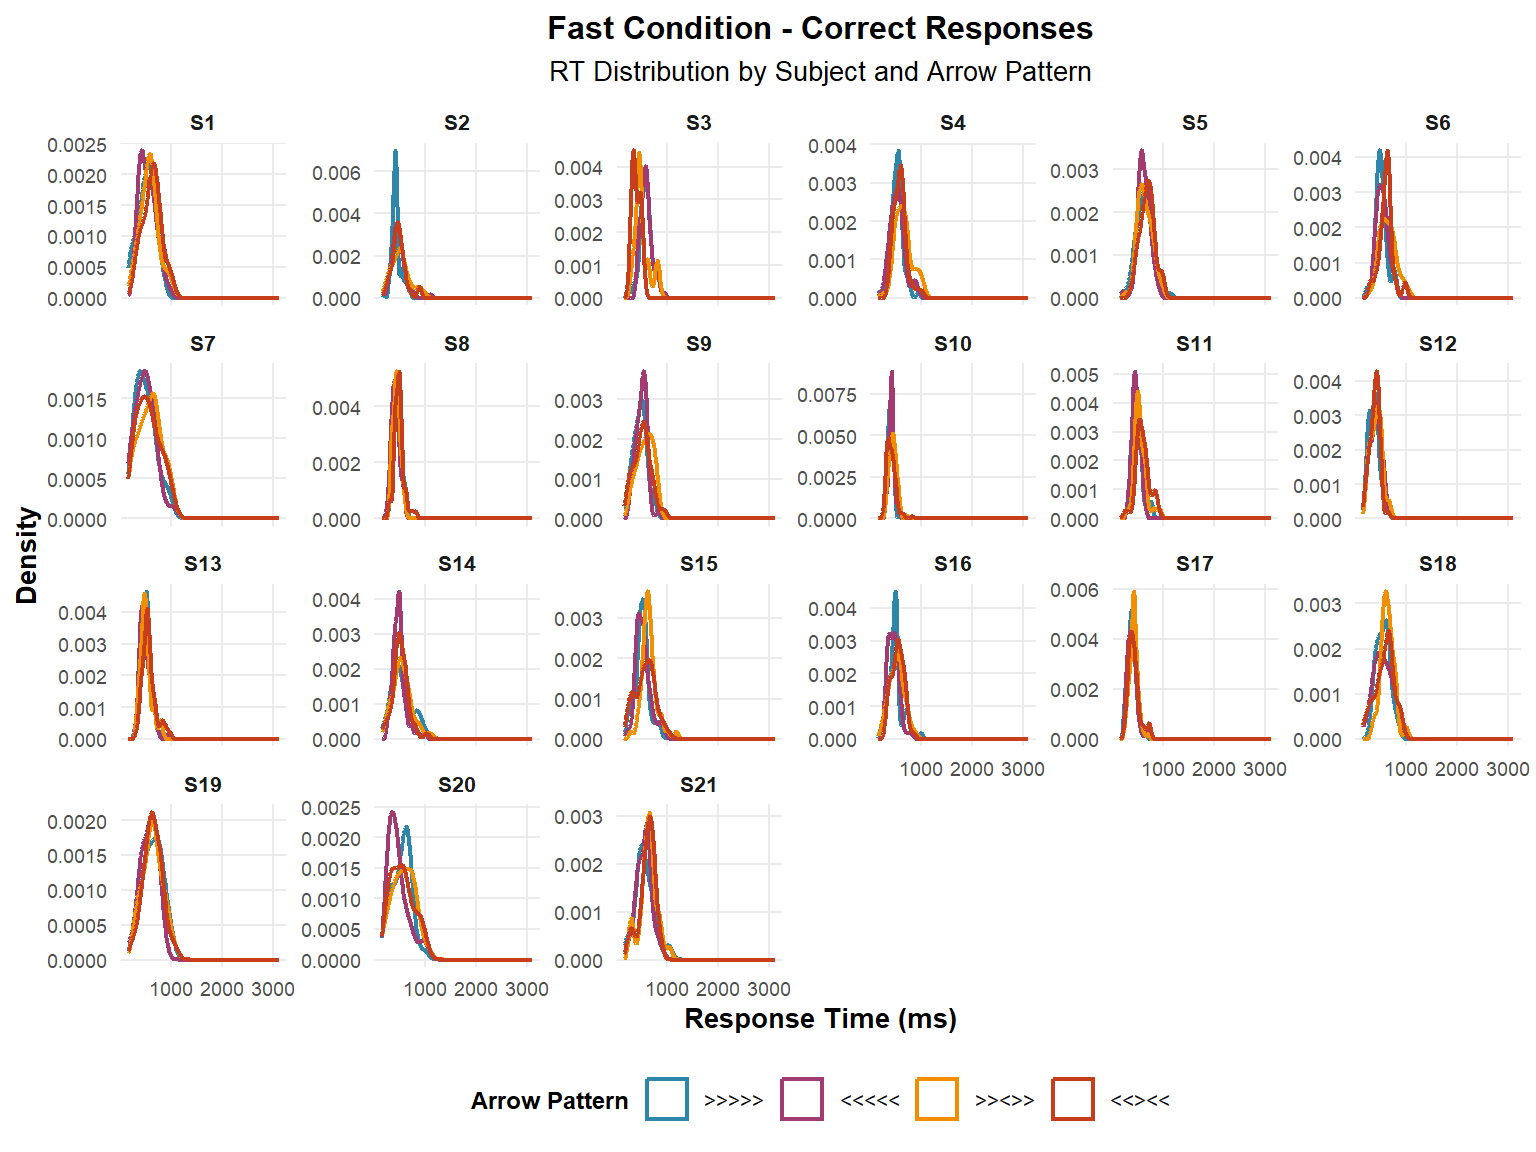 Fast Condition - Correct Responses
RT Distribution by Subject and Arrow Pattern
S1 S2 S3 S4 S5 S6
0.0025 0.0020 0.0015 0.0010 0.0005 0.0000
0.006 0.004 0.002 0.000
0.004 0.003 0.002 0.001 0.000
0.004 0.003 0.002 0.001 0.000
0.003 0.002 0.001 0.000
0.004 0.003 0.002 0.001 0.000
S7 S8 S9 S10 S11 S12
0.0015 0.0010 0.0005 0.0000
0.004 0.002 0.000
0.003 0.002 0.001 0.000
0.0075 0.0050 0.0025 0.0000
0.005 0.004 0.003 0.002 0.001 0.000
0.004 0.003 0.002 0.001 0.000
Density
S13 S14 S15 S16 S17 S18
0.004 0.003 0.002 0.001 0.000
0.004 0.003 0.002 0.001 0.000
0.003 0.002 0.001 0.000
0.004 0.003 0.002 0.001 0.000
0.006 0.004 0.002 0.000
0.003 0.002 0.001 0.000
1000 2000 3000 1000 2000 3000 1000 2000 3000
S19 S20 S21
0.0020 0.0015 0.0010 0.0005 0.0000
0.0025 0.0020 0.0015 0.0010 0.0005 0.0000
0.003 0.002 0.001 0.000
1000 2000 3000 1000 2000 3000 1000 2000 3000
Response Time (ms)
Arrow Pattern >>>>> <<<<< >><>> <<><<